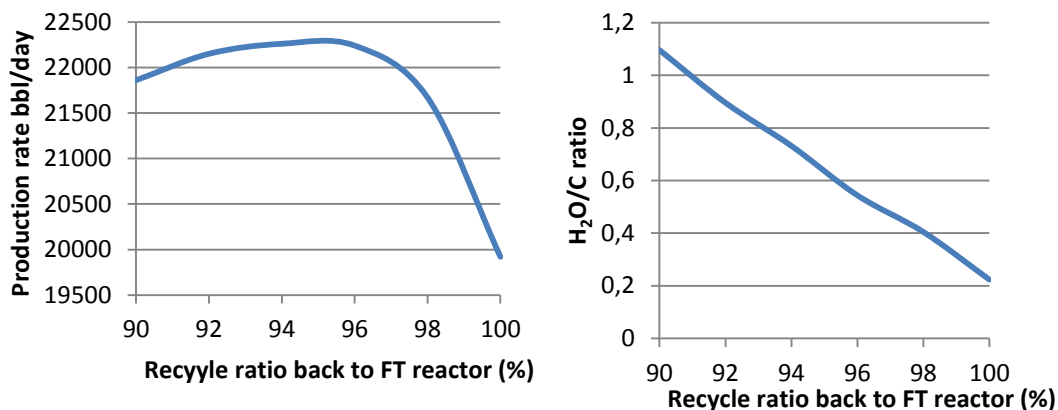 Production rate bbl/day
22500
22000
21500
21000
20500
20000
19500
90 92 94 96 98 100
Recyyle ratio back to FT reactor (%)
H₂O/C ratio
1,2
1
0,8
0,6
0,4
0,2
0
90 92 94 96 98 100
Recycle ratio back to FT reactor (%)